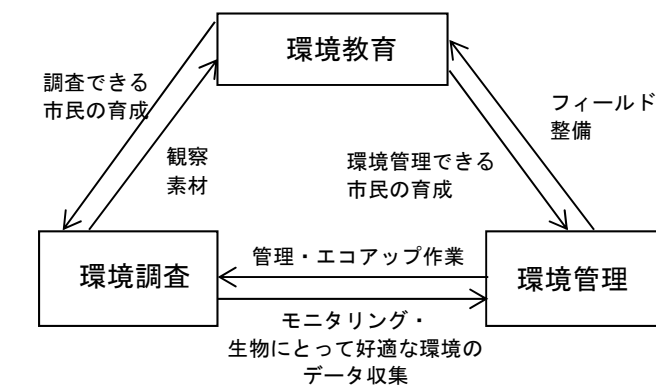 環境教育
調査できる
市民の育成
フィールド
整備
観察
素材
環境管理できる
市民の育成
管理・エコアップ作業
環境調査
環境管理
モニタリング・
生物にとって好適な環境の
データ収集